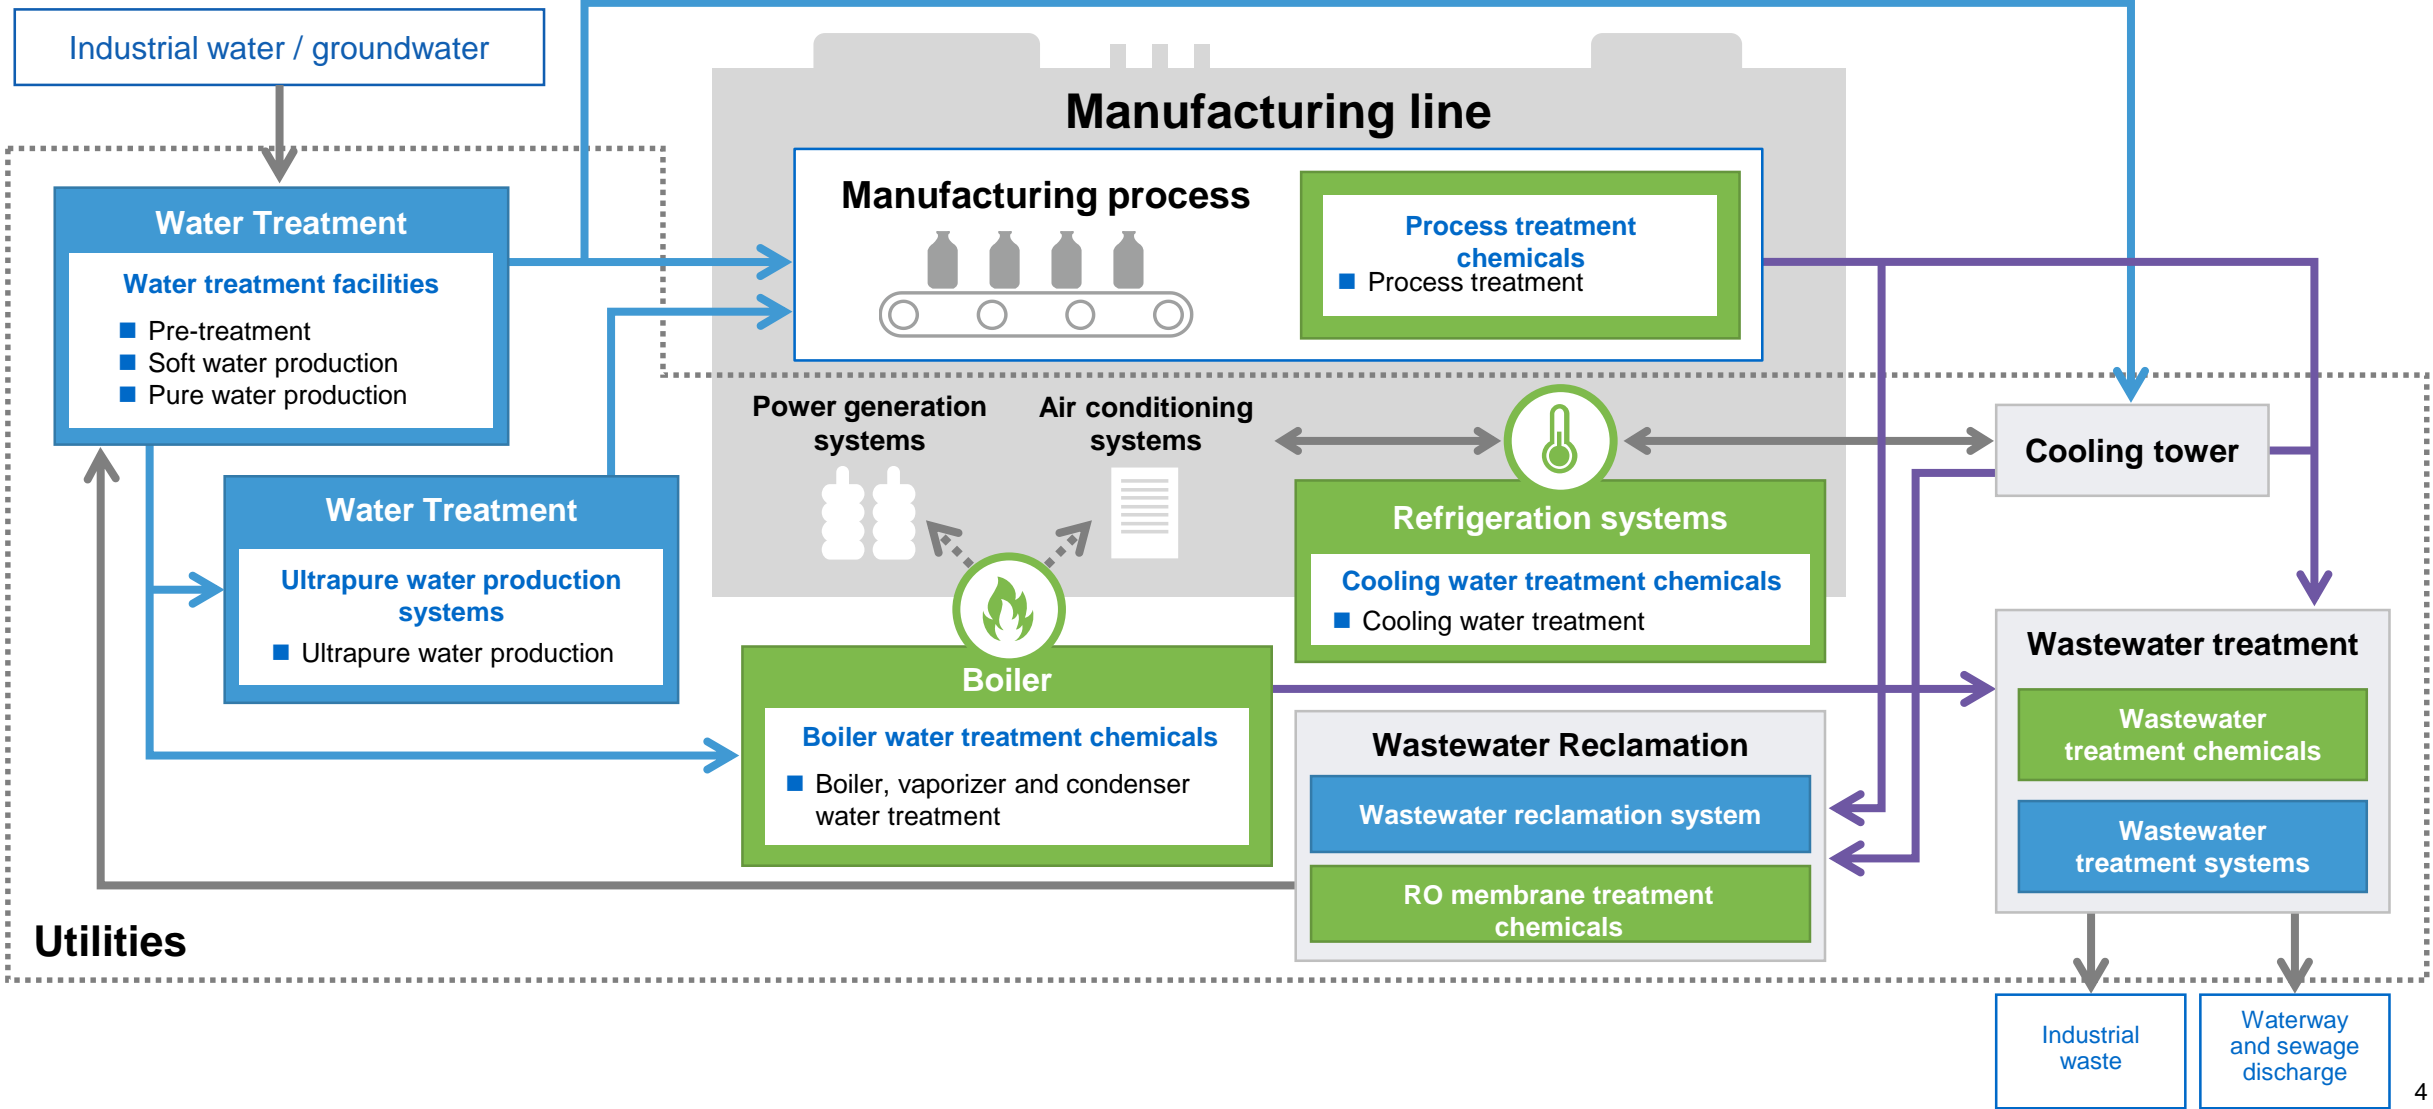 Industrial water / groundwater
Manufacturing line
Manufacturing process
Process treatment
chemicals
■ Process treatment
Water Treatment
Water treatment facilities
■ Pre-treatment
■ Soft water production
■ Pure water production
Power generation
systems
Air conditioning
systems
Cooling tower
Water Treatment
Ultrapure water production
systems
■ Ultrapure water production
Refrigeration systems
Cooling water treatment chemicals
■ Cooling water treatment
Boiler
Boiler water treatment chemicals
■ Boiler, vaporizer and condenser
water treatment
Wastewater Reclamation
Wastewater reclamation system
RO membrane treatment
chemicals
Wastewater treatment
Wastewater
treatment chemicals
Wastewater
treatment systems
Utilities
Industrial
waste
Waterway
and sewage
discharge
4